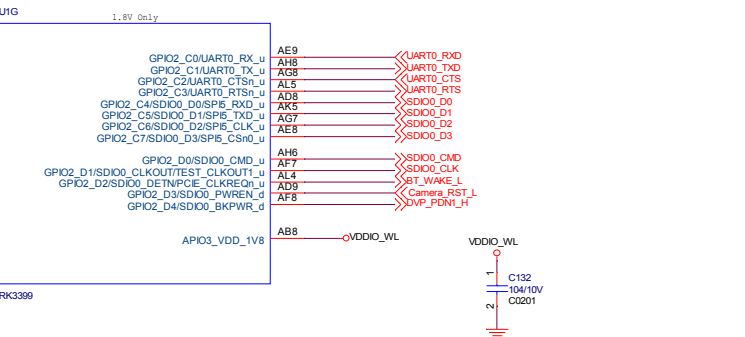 U1G
1.8V Only
GPIO2_C0/UART0_RX_u AE9 UART0_RXD
GPIO2_C1/UART0_TX_u AH8 UART0_TXD
GPIO2_C2/UART0_CTSn_u AG8 UART0_CTS
GPIO2_C3/UART0_RTSn_u AL5 UART0_RTS
GPIO2_C4/SDIO0_D0/SPI5_RXD_u AD8 SDIO0_D0
GPIO2_C5/SDIO0_D1/SPI5_TXD_u AK5 SDIO0_D1
GPIO2_C6/SDIO0_D2/SPI5_CLK_u AG7 SDIO0_D2
GPIO2_C7/SDIO0_D3/SPI5_CSn0_u AE8 SDIO0_D3
GPIO2_D0/SDIO0_CMD_u AH6 SDIO0_CMD
GPIO2_D1/SDIO0_CLKOUT/TEST_CLKOUT1_u AF7 SDIO0_CLK
GPIO2_D2/SDIO0_DETN/PCIE_CLKREQn_u AL4 BT_WAKE_L
GPIO2_D3/SDIO0_PWREN_d AD9 Camera_RST_L
GPIO2_D4/SDIO0_BKPWR_d AF8 DVP_PDN1_H
APIO3_VDD_1V8 AB8 VDDIO_WL
VDDIO_WL
1
C132
104/10V
C0201
2
RK3399